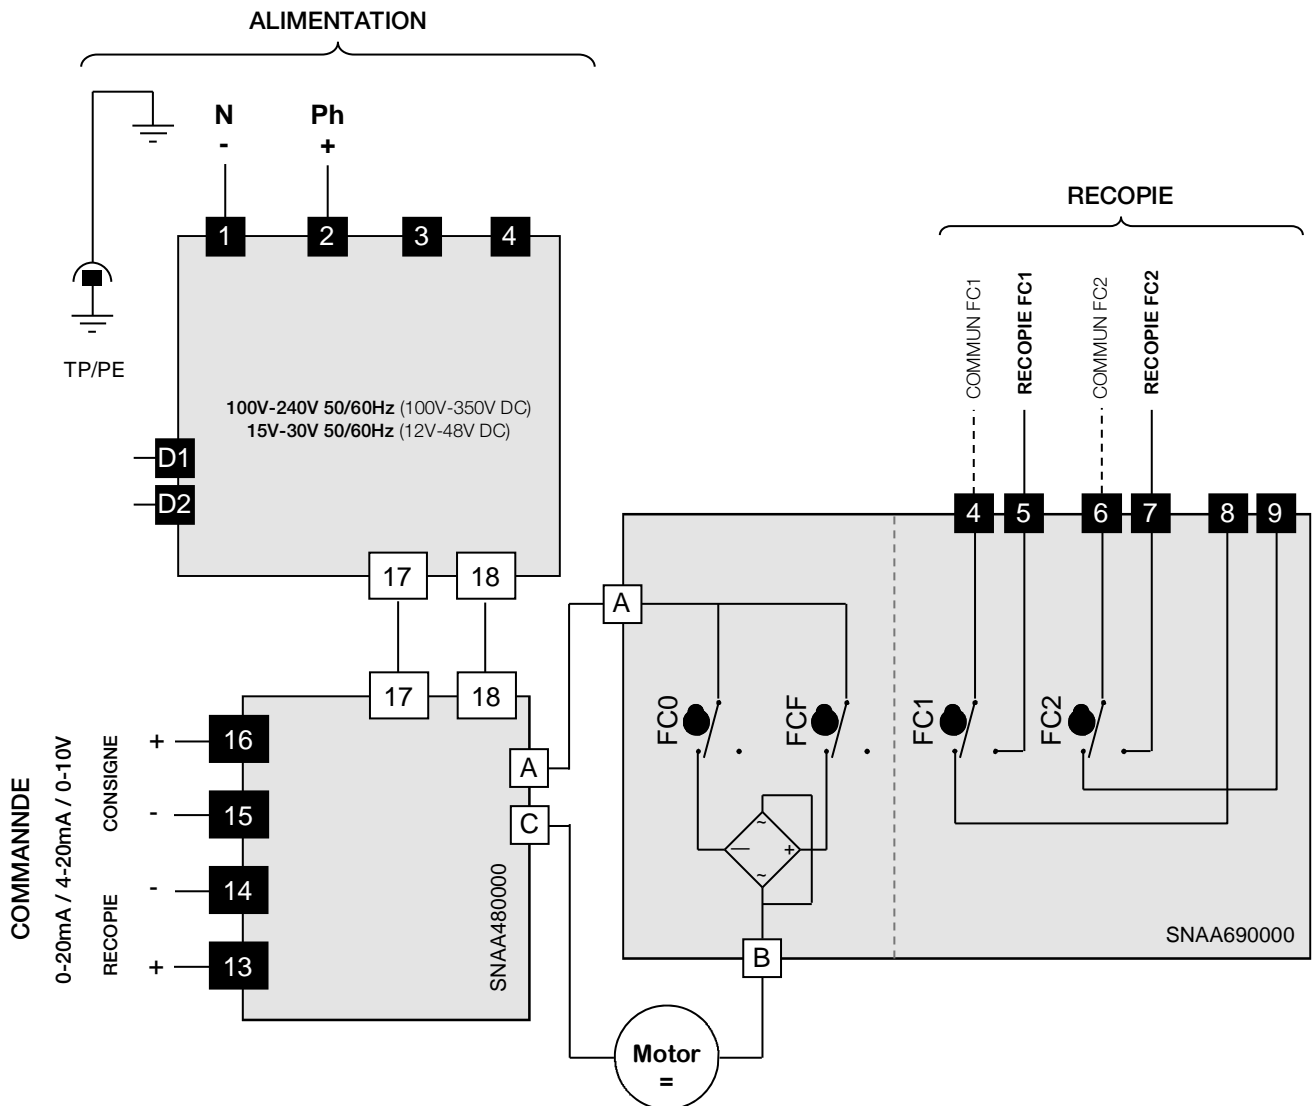 ALIMENTATION
N
-
Ph
+
1
2
3
4
TP/PE
100V-240V 50/60Hz (100V-350V DC)
15V-30V 50/60Hz (12V-48V DC)
D1
D2
17
18
17
18
COMMANNDE
0-20mA / 4-20mA / 0-10V
CONSIGNE
RECOPIE
+
16
-
15
-
14
+
13
A
C
SNAA480000
RECOPIE
COMMUN FC1
RECOPIE FC1
COMMUN FC2
RECOPIE FC2
4
5
6
7
8
9
A
FC0
FCF
FC1
FC2
~
—
+
~
SNAA690000
B
Motor
=